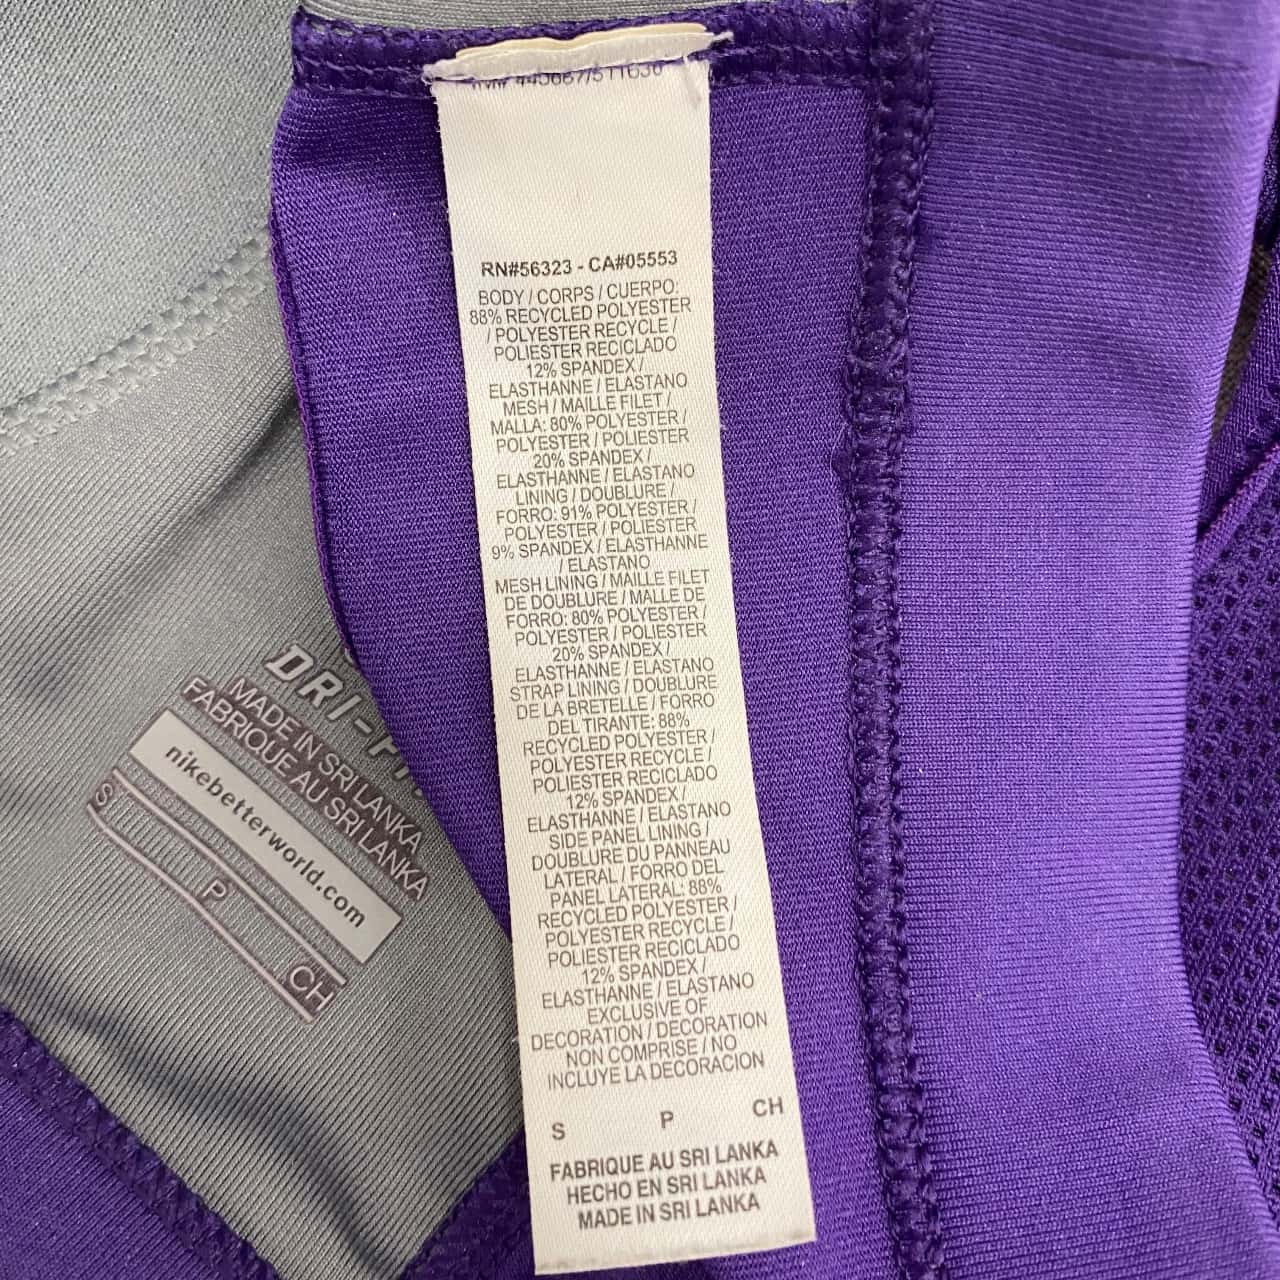 RN#56323 - CA#05553
BODY / CORPS / CUERPO:
88% RECYCLED POLYESTER
/ POLYESTER RECYCLE /
POLIESTER RECICLADO
12% SPANDEX /
ELASTHANNE / ELASTANO
MESH / MAILLE FILET /
MALLA: 80% POLYESTER /
POLYESTER / POLIESTER
20% SPANDEX /
ELASTHANNE / ELASTANO
LINING / DOUBLURE /
FORRO: 91% POLYESTER /
POLYESTER / POLIESTER
9% SPANDEX / ELASTHANNE
/ ELASTANO
MESH LINING / MAILLE FILET
DE DOUBLURE / MALLE DE
FORRO: 80% POLYESTER /
POLYESTER / POLIESTER
20% SPANDEX /
ELASTHANNE / ELASTANO
STRAP LINING / DOUBLURE
DE LA BRETELLE / FORRO
DEL TIRANTE: 88%
RECYCLED POLYESTER /
POLYESTER RECYCLE /
POLIESTER RECICLADO
12% SPANDEX /
ELASTHANNE / ELASTANO
SIDE PANEL LINING /
DOUBLURE DU PANNEAU
LATERAL / FORRO DEL
PANEL LATERAL: 88%
RECYCLED POLYESTER /
POLYESTER RECYCLE /
POLIESTER RECICLADO
12% SPANDEX /
ELASTHANNE / ELASTANO
EXCLUSIVE OF
DECORATION / DECORATION
NON COMPRISE / NO
INCLUYE LA DECORACION
S P CH
FABRIQUE AU SRI LANKA
HECHO EN SRI LANKA
MADE IN SRI LANKA
DRI-F
MADE IN SRI LANKA
FABRIQUE AU SRI LANKA
nikebetterworld.com
S P CH